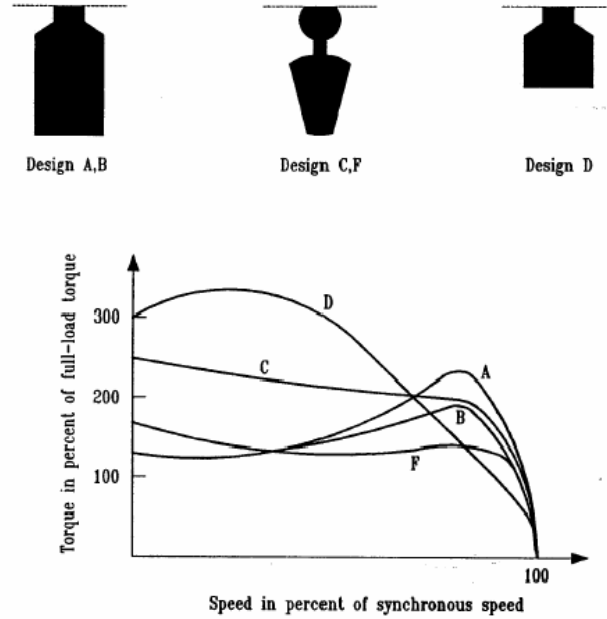 Design A,B
Design C,F
Design D
Torque in percent of full-load torque
300
200
100
D
C
A
B
F
100
Speed in percent of synchronous speed